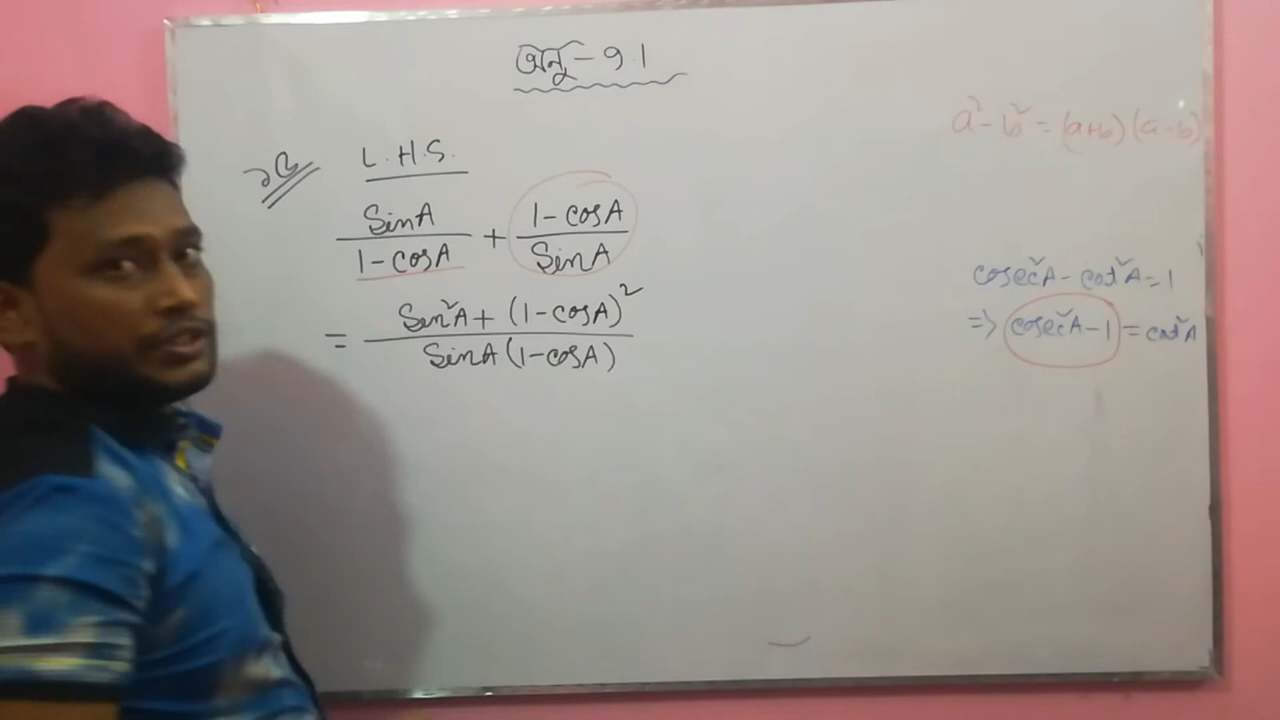 অনু - ৭।
a² - b² = (a+b) (a-b)
১৫
L.H.S.
SinA / 1-cosA + 1-cosA / SinA
= Sin²A + (1-cosA)² / SinA (1-cosA)
cosec²A - cot²A = 1
=> cosec²A - 1 = cot²A